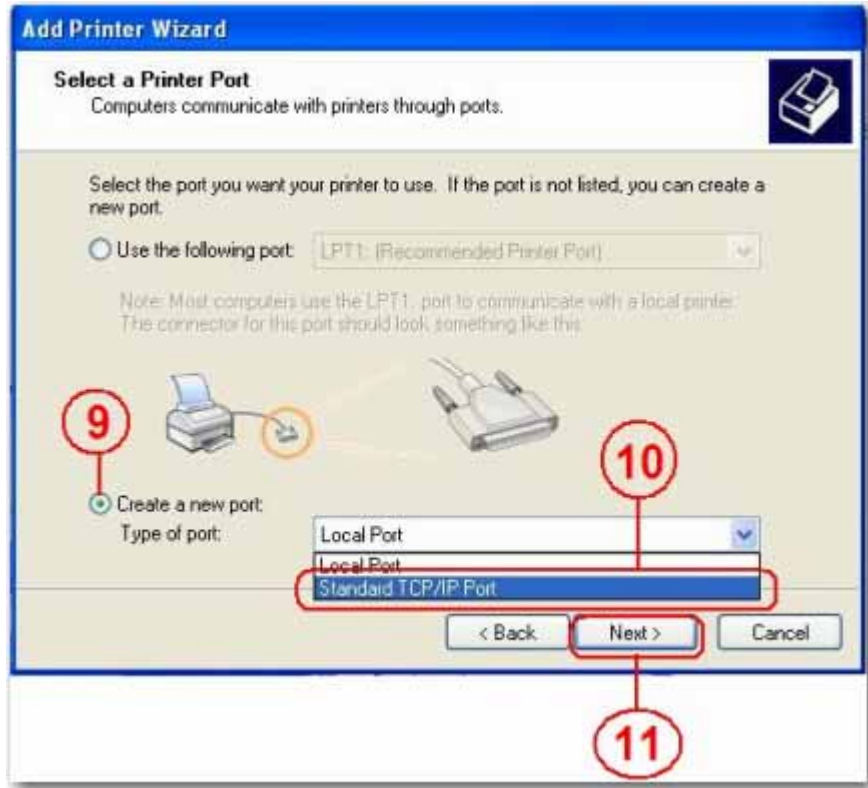 Add Printer Wizard
Select a Printer Port
Computers communicate with printers through ports.
Select the port you want your printer to use. If the port is not listed, you can create a
new port.
Use the following port:
LPT1: (Recommended Printer Port)
Note: Most computers use the LPT1: port to communicate with a local printer.
The connector for this port should look something like this:
9
10
Create a new port:
Type of port:
Local Port
Local Port
Standard TCP/IP Port
< Back
Next >
Cancel
11